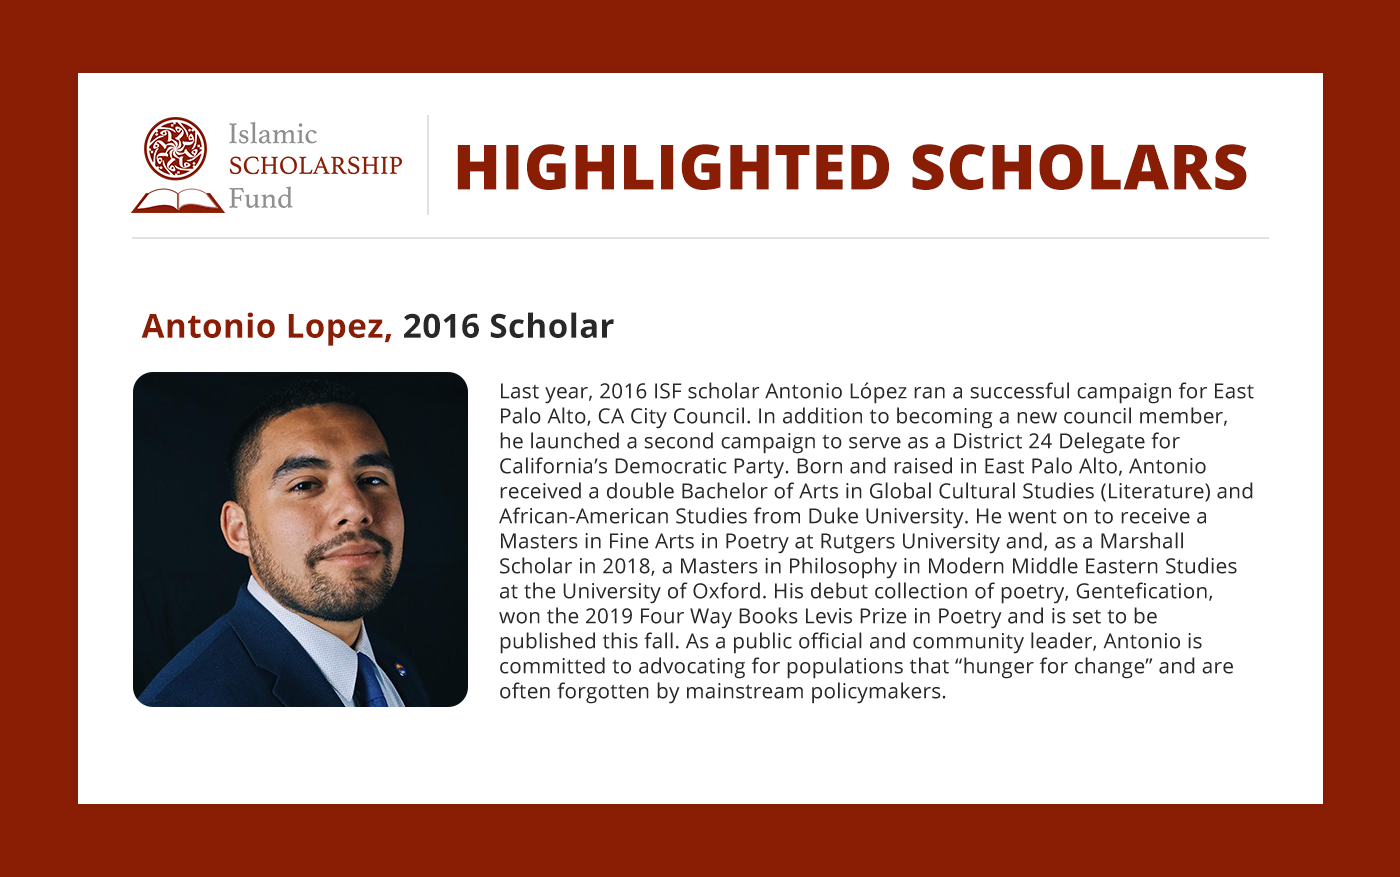 Islamic
SCHOLARSHIP
Fund
HIGHLIGHTED SCHOLARS
Antonio Lopez, 2016 Scholar
Last year, 2016 ISF scholar Antonio López ran a successful campaign for East
Palo Alto, CA City Council. In addition to becoming a new council member,
he launched a second campaign to serve as a District 24 Delegate for
California’s Democratic Party. Born and raised in East Palo Alto, Antonio
received a double Bachelor of Arts in Global Cultural Studies (Literature) and
African-American Studies from Duke University. He went on to receive a
Masters in Fine Arts in Poetry at Rutgers University and, as a Marshall
Scholar in 2018, a Masters in Philosophy in Modern Middle Eastern Studies
at the University of Oxford. His debut collection of poetry, Gentefication,
won the 2019 Four Way Books Levis Prize in Poetry and is set to be
published this fall. As a public official and community leader, Antonio is
committed to advocating for populations that “hunger for change” and are
often forgotten by mainstream policymakers.